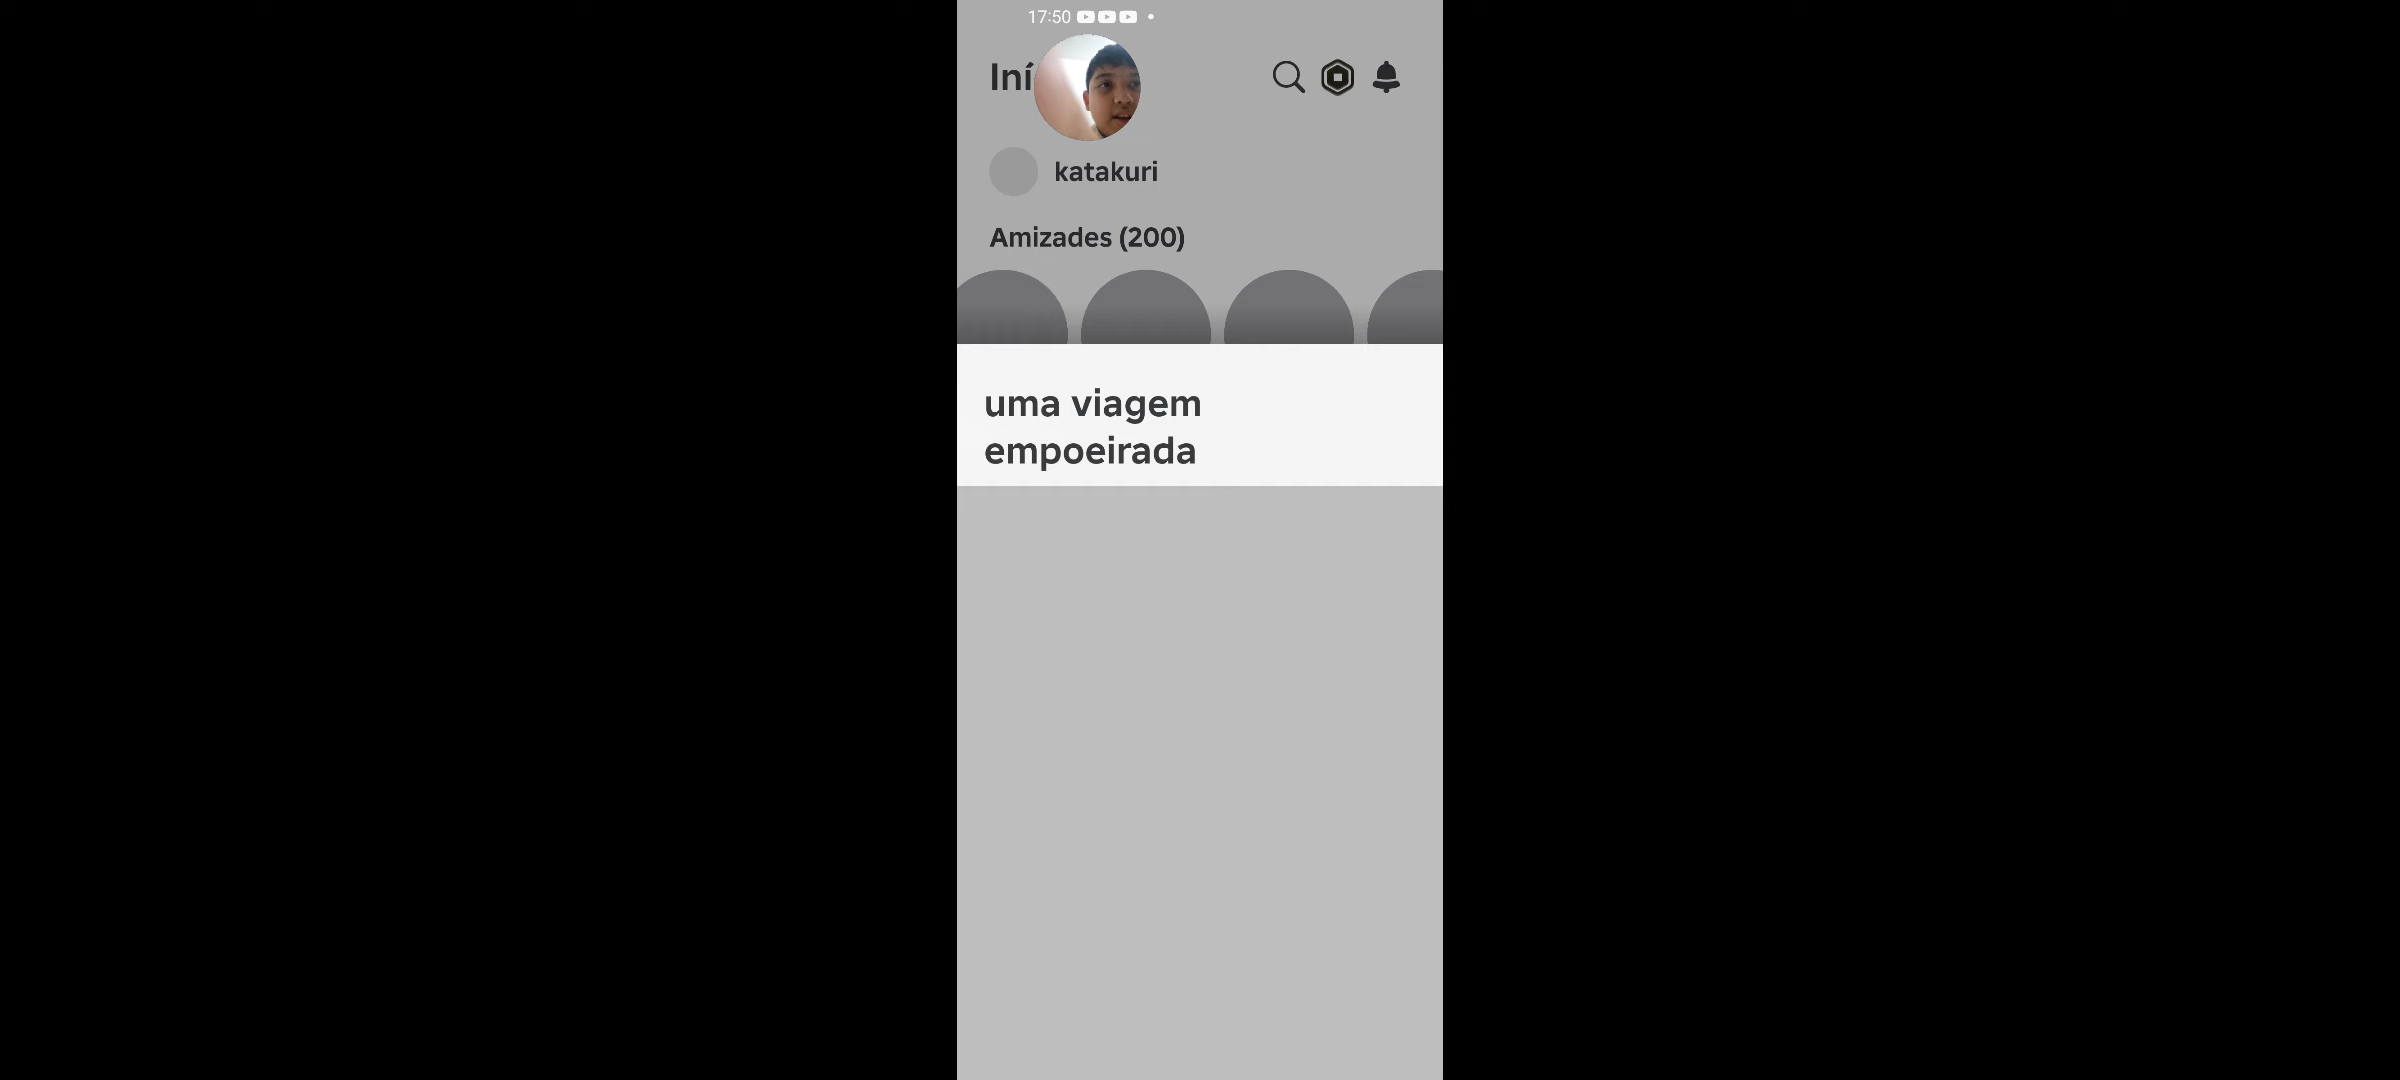 17:50
Iní
katakuri
Amizades (200)
uma viagem
empoeirada